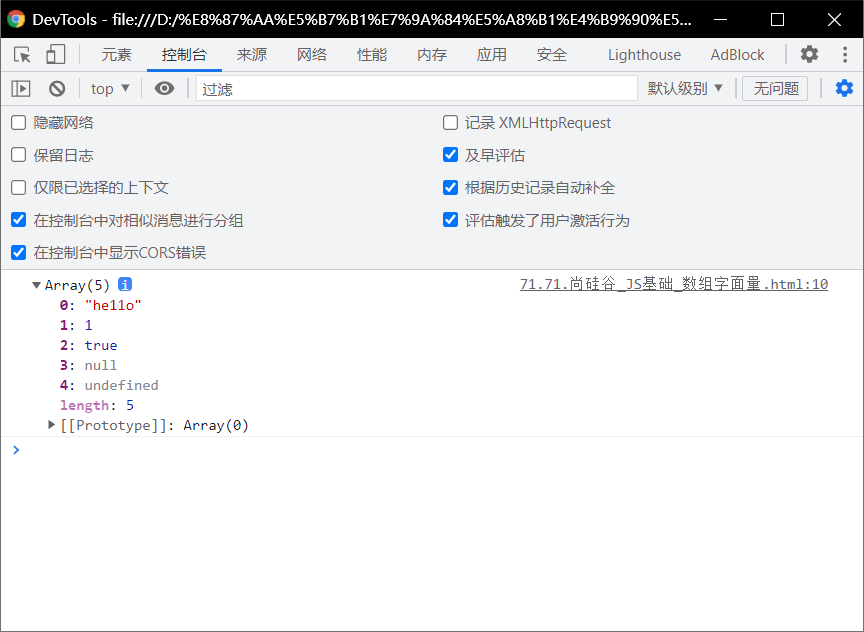 DevTools - file:///D:/%E8%87%AA%E5%B7%B1%E7%9A%84%E5%A8%B1%E4%B9%90%E5...
元素 控制台 来源 网络 性能 内存 应用 安全 Lighthouse AdBlock
top 过滤 默认级别 无问题
隐藏网络 记录 XMLHttpRequest
保留日志 及早评估
仅限已选择的上下文 根据历史记录自动补全
在控制台中对相似消息进行分组 评估触发了用户激活行为
在控制台中显示CORS错误
Array(5) i 71.71.尚硅谷_JS基础_数组字面量.html:10
0: "hello"
1: 1
2: true
3: null
4: undefined
length: 5
[[Prototype]]: Array(0)